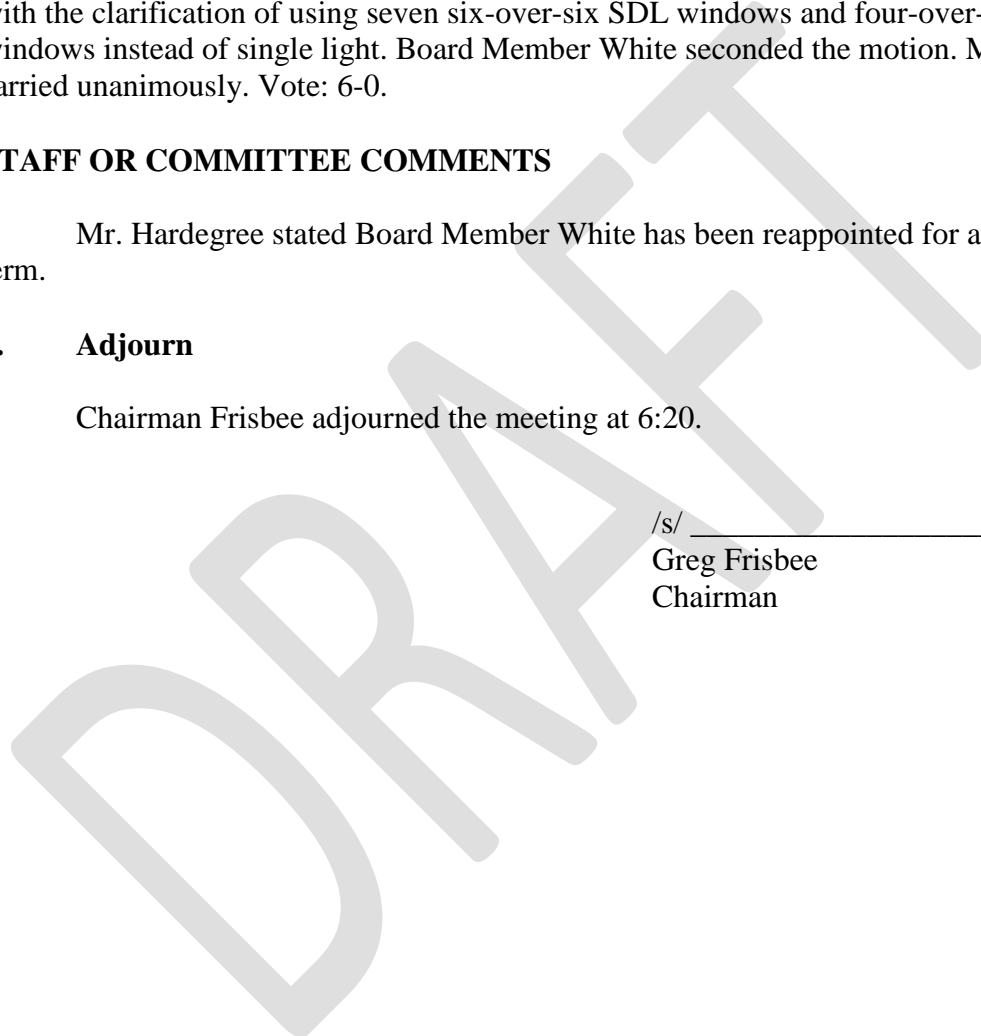 with the clarification of using seven six-over-six SDL windows and four-over-
windows instead of single light. Board Member White seconded the motion. M
carried unanimously. Vote: 6-0.
STAFF OR COMMITTEE COMMENTS
Mr. Hardegree stated Board Member White has been reappointed for a
term.
. Adjourn
Chairman Frisbee adjourned the meeting at 6:20.
/s/ ____________________
Greg Frisbee
Chairman
DRAFT